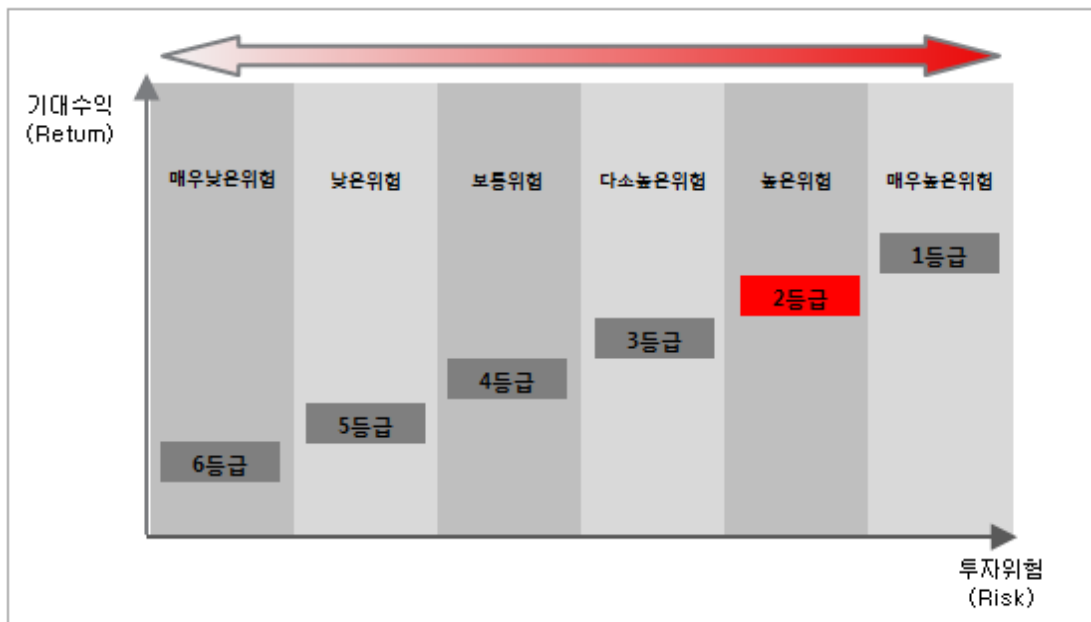 기대수익
(Retum)
매우낮은위험 낮은위험 보통위험 다소높은위험 높은위험 매우높은위험
1등급
2등급
3등급
4등급
5등급
6등급
투자위험
(Risk)